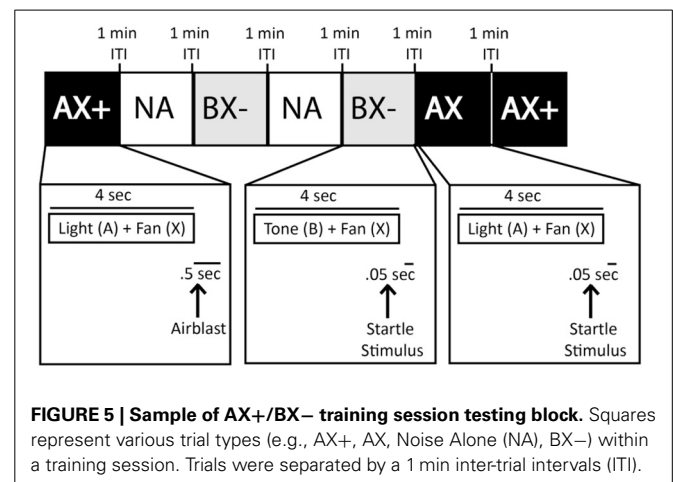 1 min 1 min 1 min 1 min 1 min 1 min
ITI ITI ITI ITI ITI ITI
AX+ NA BX- NA BX- AX AX+
4 sec
Light (A) + Fan (X)
.5 sec
Airblast
4 sec
Tone (B) + Fan (X)
.05 sec
Startle
Stimulus
4 sec
Light (A) + Fan (X)
.05 sec
Startle
Stimulus
FIGURE 5 | Sample of AX+/BX− training session testing block. Squares
represent various trial types (e.g., AX+, AX, Noise Alone (NA), BX−) within
a training session. Trials were separated by a 1 min inter-trial intervals (ITI).